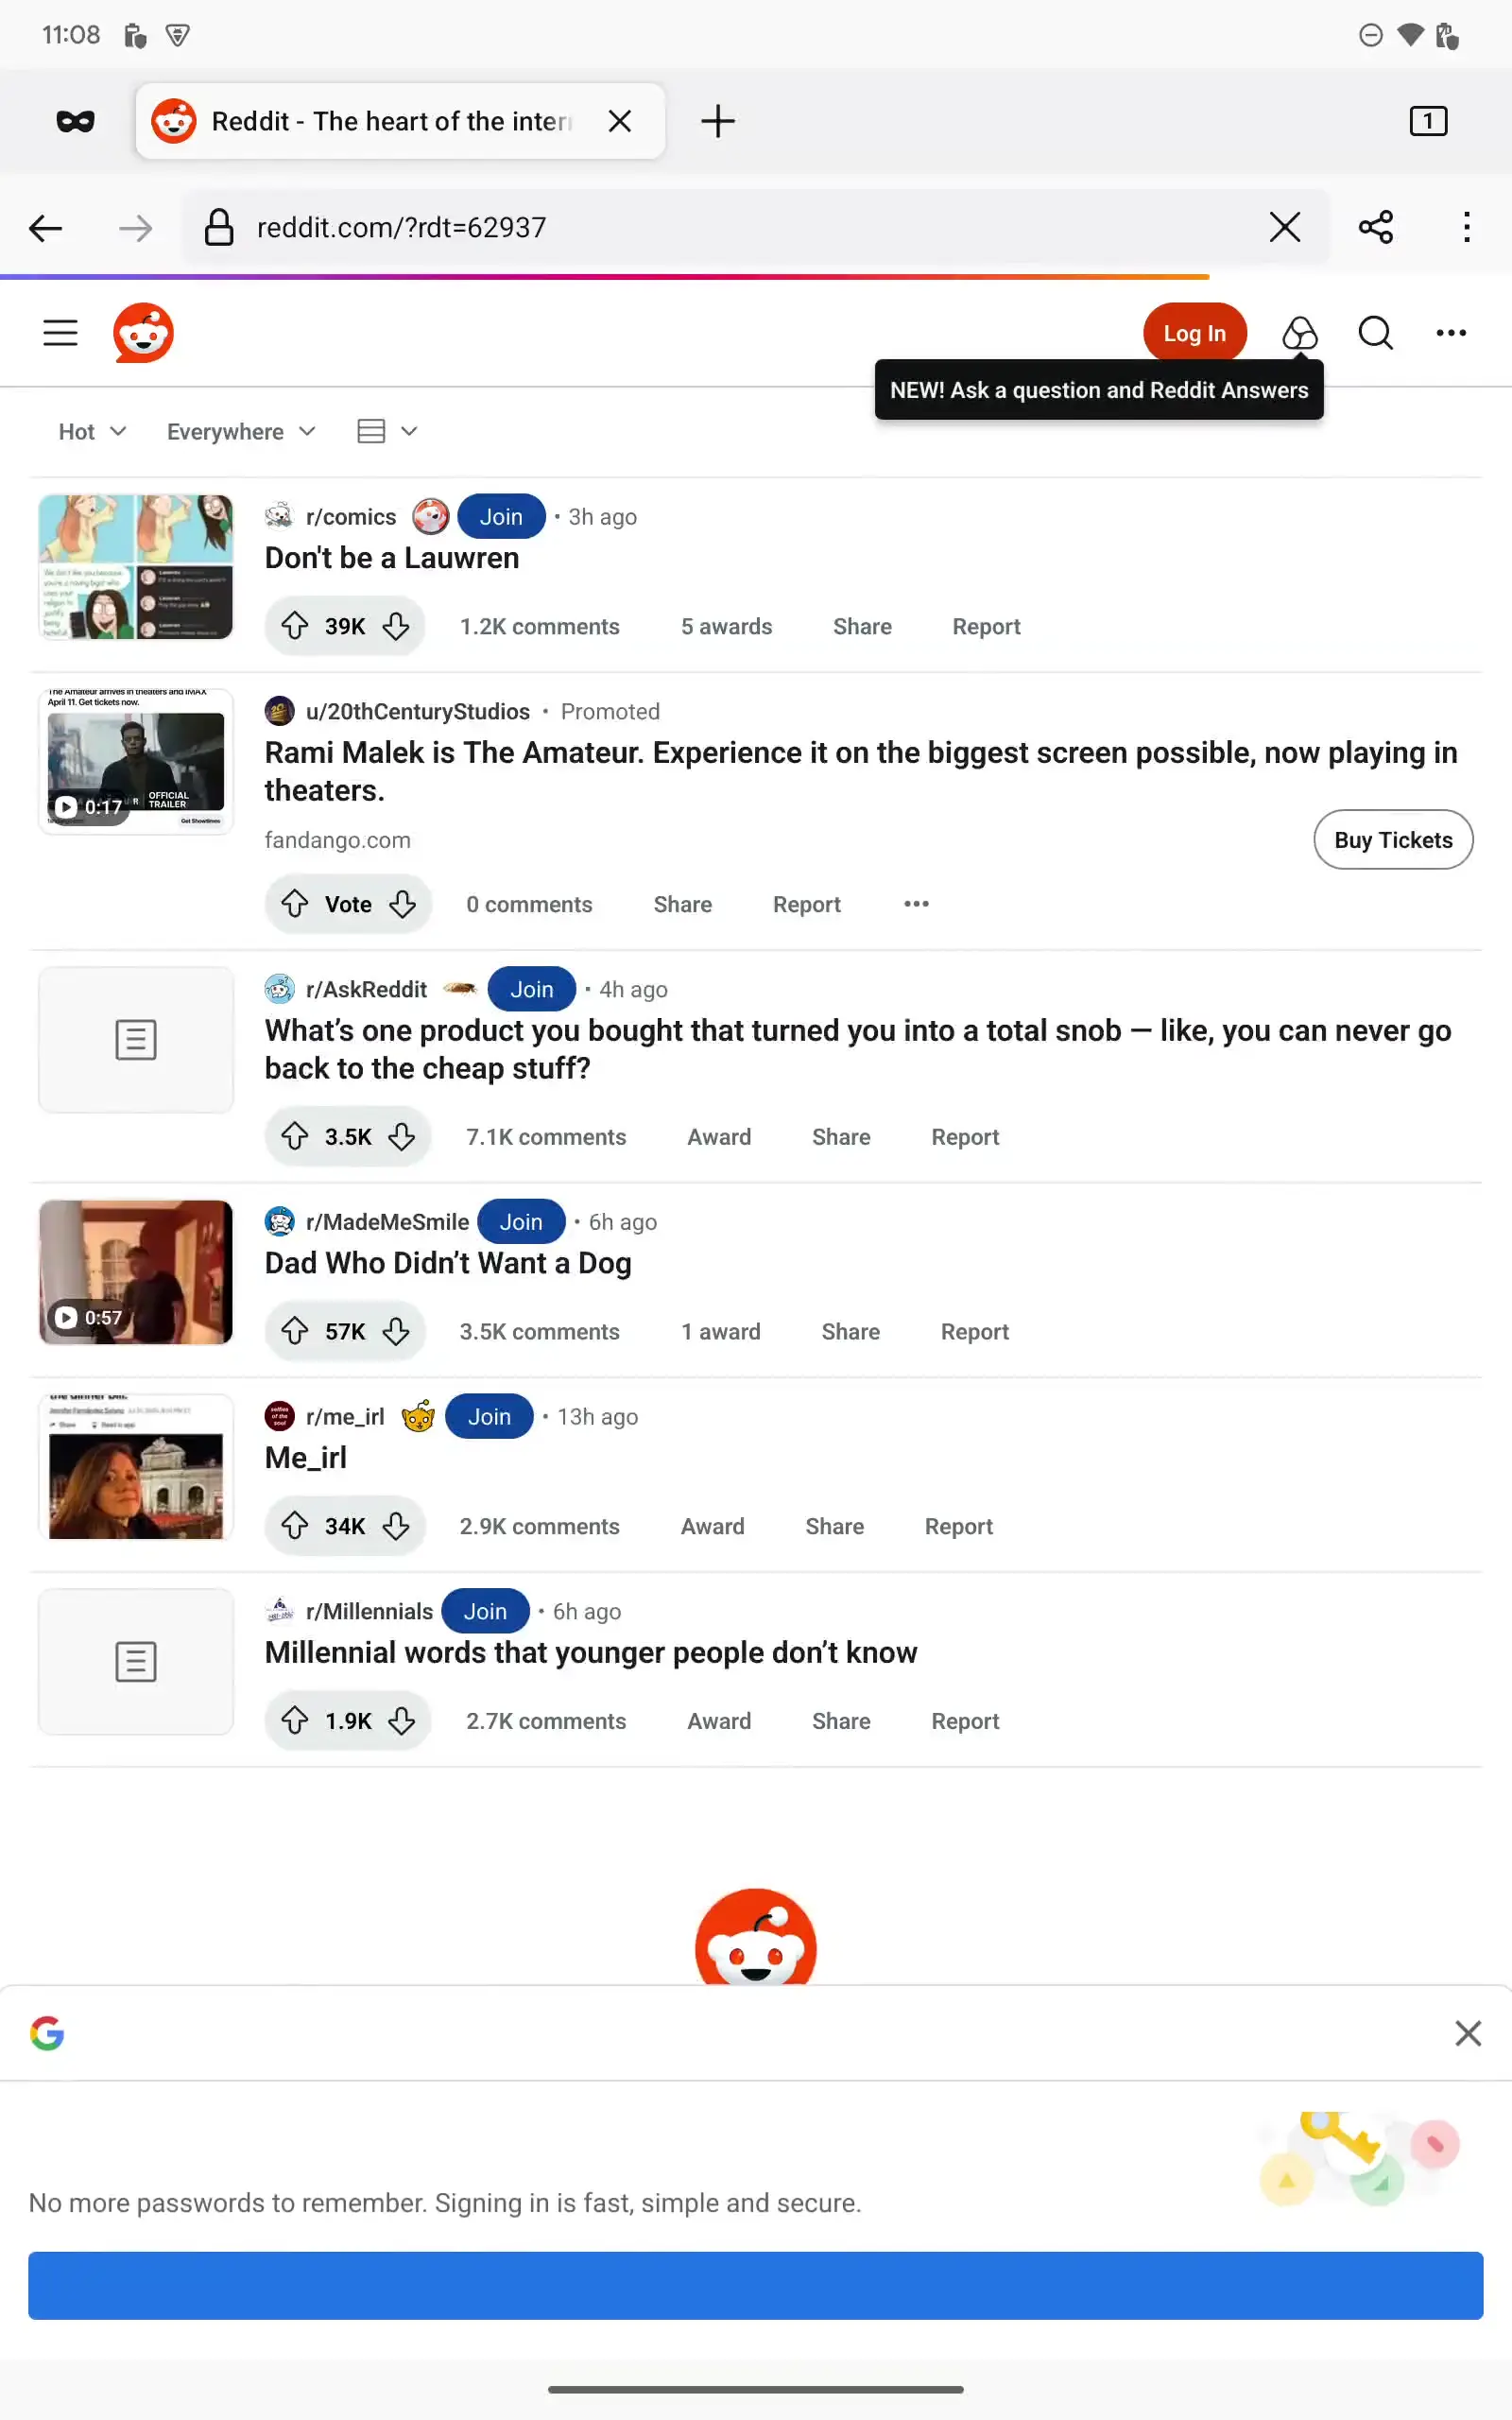 11:08
Reddit - The heart of the inter
1
reddit.com/?rdt=62937
Log In
NEW! Ask a question and Reddit Answers
Hot
Everywhere
r/comics Join • 3h ago
Don't be a Lauwren
39K 1.2K comments 5 awards Share Report
The Amateur arrives in theaters and IMAX
April 11. Get tickets now.
OFFICIAL
TRAILER
0:17
Get Showtimes
u/20thCenturyStudios • Promoted
Rami Malek is The Amateur. Experience it on the biggest screen possible, now playing in
theaters.
fandango.com
Buy Tickets
Vote 0 comments Share Report
r/AskReddit Join • 4h ago
What’s one product you bought that turned you into a total snob — like, you can never go
back to the cheap stuff?
3.5K 7.1K comments Award Share Report
r/MadeMeSmile Join • 6h ago
Dad Who Didn’t Want a Dog
0:57
57K 3.5K comments 1 award Share Report
the dinner bill.
Share Read in app
r/me_irl Join • 13h ago
Me_irl
34K 2.9K comments Award Share Report
r/Millennials Join • 6h ago
Millennial words that younger people don’t know
1.9K 2.7K comments Award Share Report
No more passwords to remember. Signing in is fast, simple and secure.